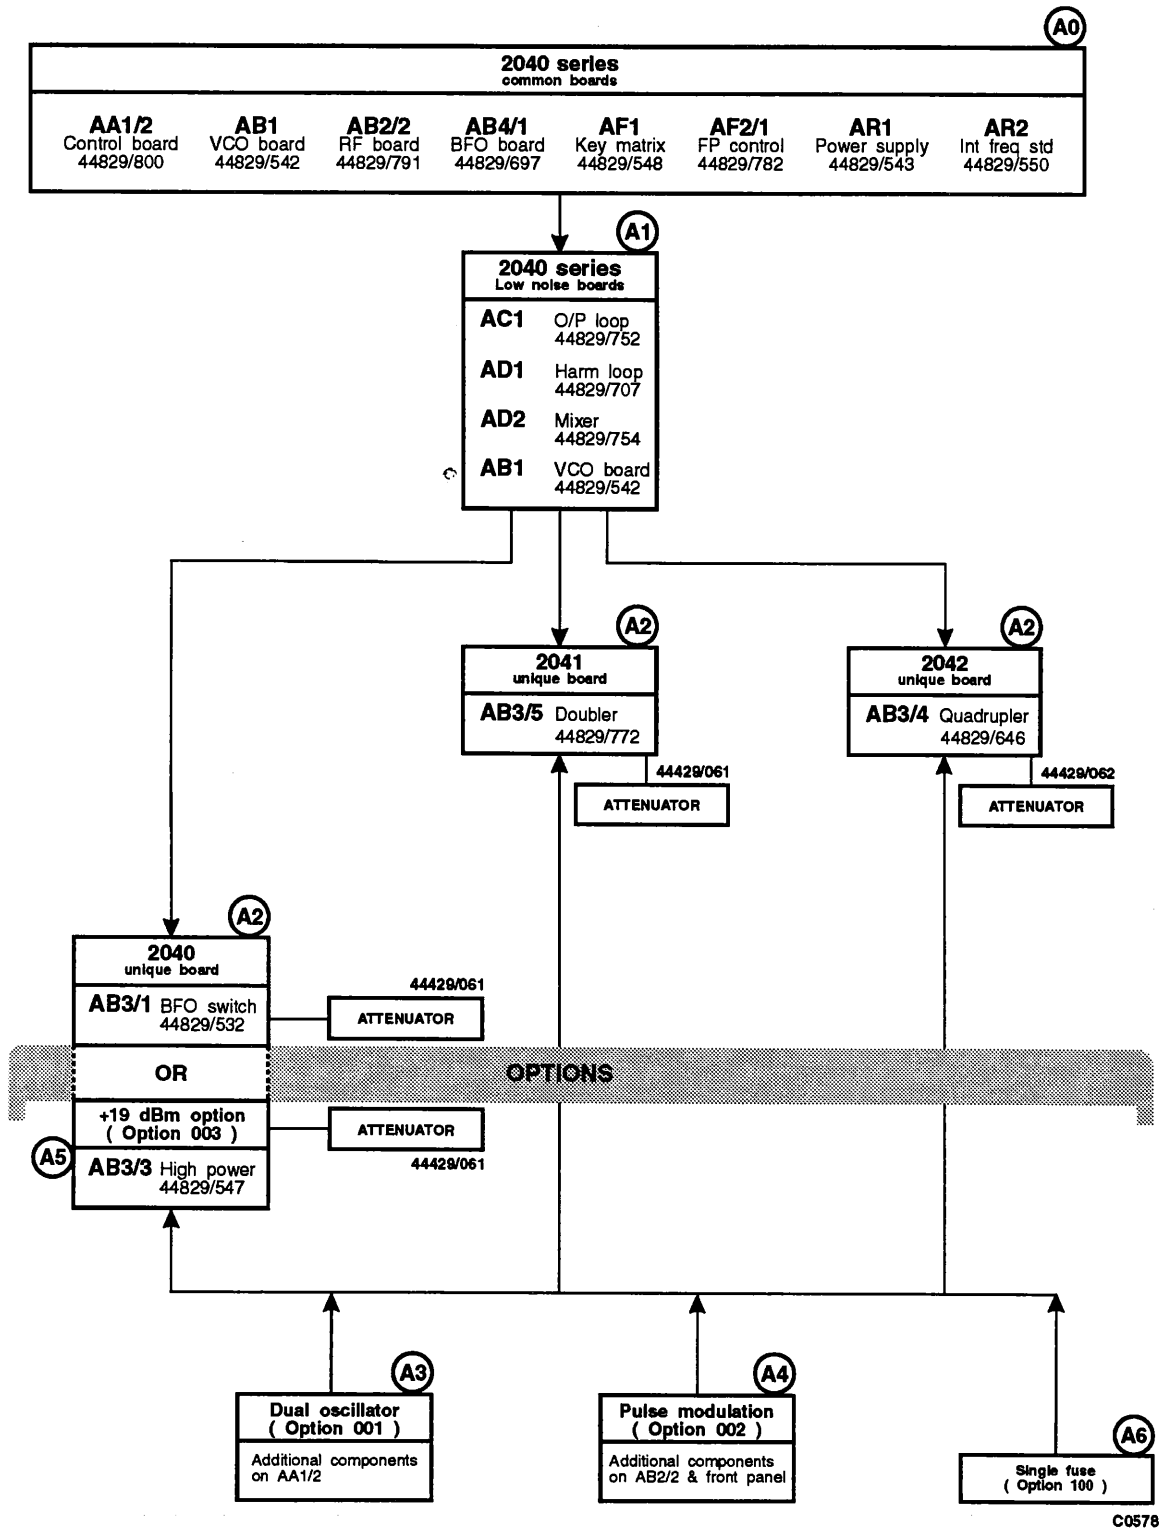 A0
2040 series
common boards
AA1/2
Control board
44829/800
AB1
VCO board
44829/542
AB2/2
RF board
44829/791
AB4/1
BFO board
44829/697
AF1
Key matrix
44829/548
AF2/1
FP control
44829/782
AR1
Power supply
44829/543
AR2
Int freq std
44829/550
A1
2040 series
Low noise boards
AC1 O/P loop
44829/752
AD1 Harm loop
44829/707
AD2 Mixer
44829/754
AB1 VCO board
44829/542
A2
2041
unique board
AB3/5 Doubler
44829/772
44429/061
ATTENUATOR
A2
2042
unique board
AB3/4 Quadrupler
44829/646
44429/062
ATTENUATOR
A2
2040
unique board
AB3/1 BFO switch
44829/532
44429/061
ATTENUATOR
OR
OPTIONS
+19 dBm option
( Option 003 )
ATTENUATOR
44429/061
A5
AB3/3 High power
44829/547
A3
Dual oscillator
( Option 001 )
Additional components
on AA1/2
A4
Pulse modulation
( Option 002 )
Additional components
on AB2/2 & front panel
A6
Single fuse
( Option 100 )
C0578